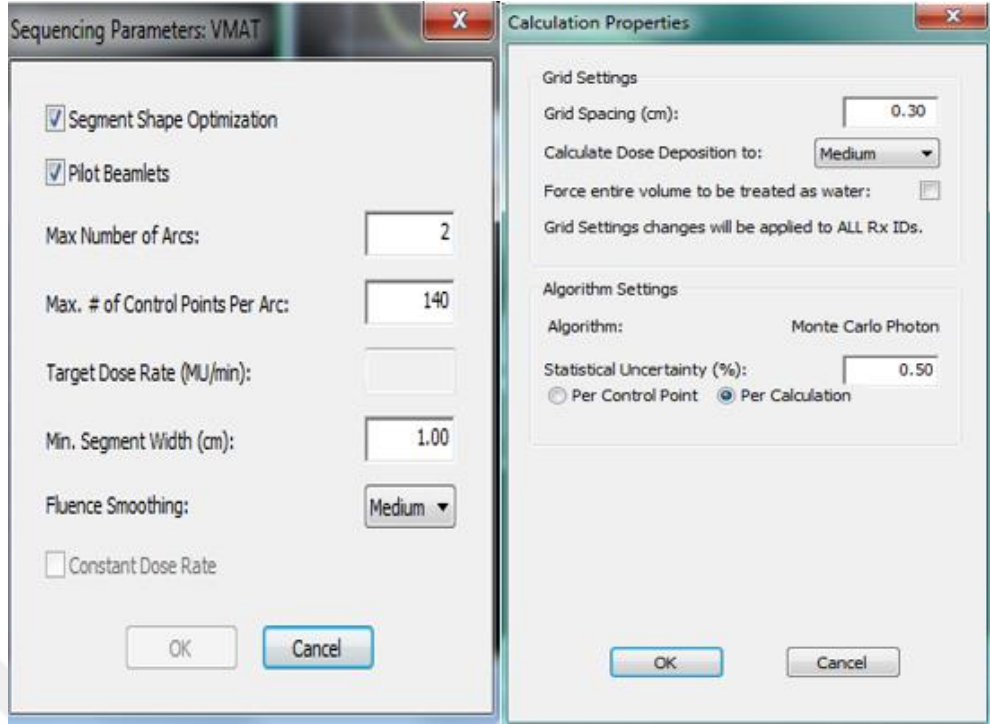 Sequencing Parameters: VMAT
X
Segment Shape Optimization
Pilot Beamlets
Max Number of Arcs: 2
Max. # of Control Points Per Arc: 140
Target Dose Rate (MU/min):
Min. Segment Width (cm): 1.00
Fluence Smoothing: Medium
Constant Dose Rate
OK Cancel
Calculation Properties
X
Grid Settings
Grid Spacing (cm): 0.30
Calculate Dose Deposition to: Medium
Force entire volume to be treated as water:
Grid Settings changes will be applied to ALL Rx IDs.
Algorithm Settings
Algorithm: Monte Carlo Photon
Statistical Uncertainty (%): 0.50
Per Control Point Per Calculation
OK Cancel